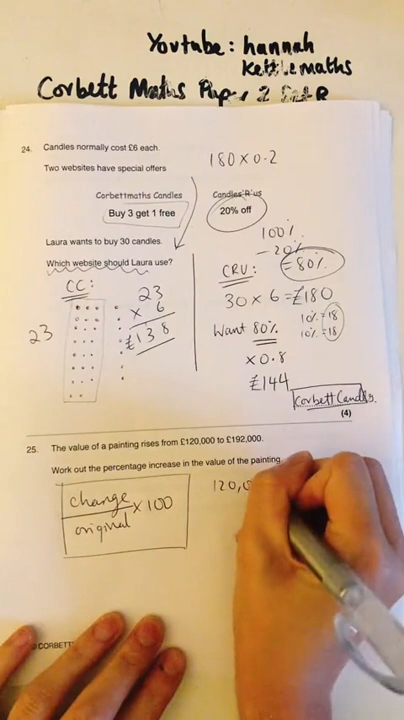 Youtube: hannah
kettlemaths
Corbett Maths Paper 2 Set R
24. Candles normally cost £6 each.
180 x 0.2
Two websites have special offers
Corbettmaths Candles
Candles 'R' us
Buy 3 get 1 free
20% off
100%
Laura wants to buy 30 candles.
- 20%
= 80%
Which website should Laura use?
CRU:
CC:
23
x 6
£138
23
30 x 6 = £180
10% = 18
10% = 18
Want 80%
x 0.8
£144
Corbett Candles.
(4)
25. The value of a painting rises from £120,000 to £192,000.
Work out the percentage increase in the value of the painting
change
original
x 100
120,0
CORBETT